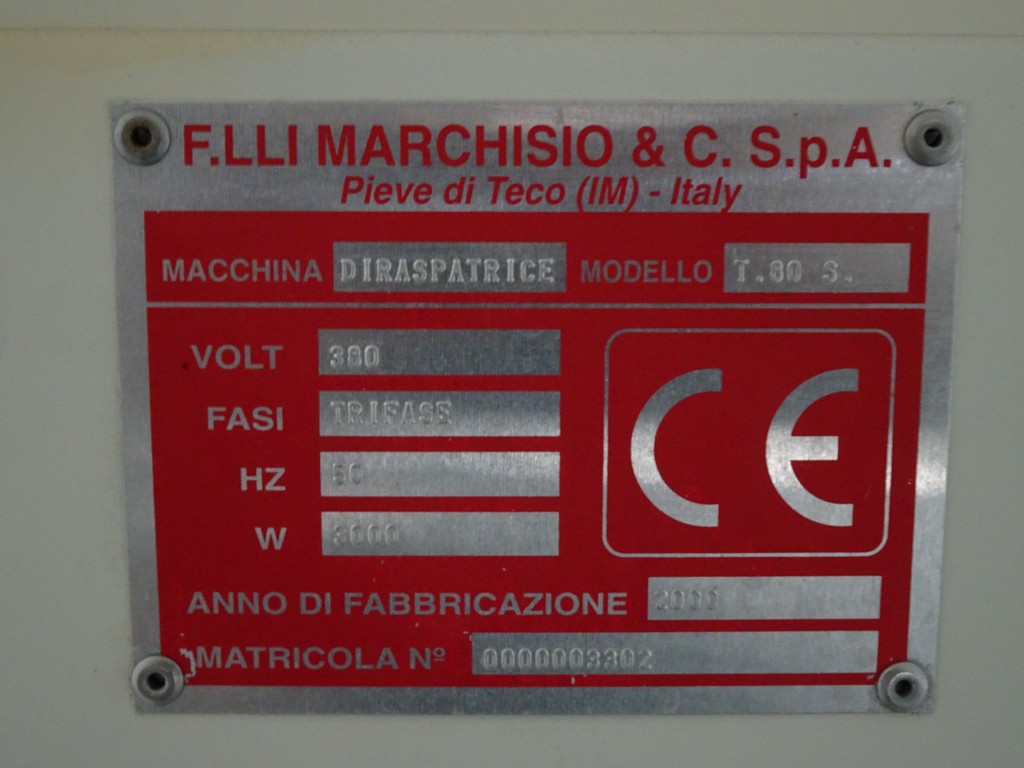 F.LLI MARCHISIO & C. S.p.A.
Pieve di Teco (IM) - Italy
MACCHINA DIRASPATRICE MODELLO T.80 S.
VOLT 380
FASI TRIFASE
HZ 50
W 3000
CE
ANNO DI FABBRICAZIONE 2000
MATRICOLA Nº 0000003302